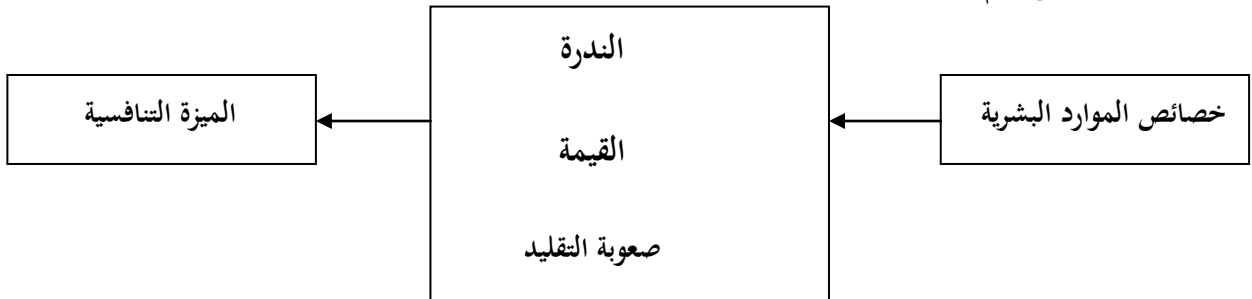 خصائص الموارد البشرية
الندرة
القيمة
صعوبة التقليد
الميزة التنافسية